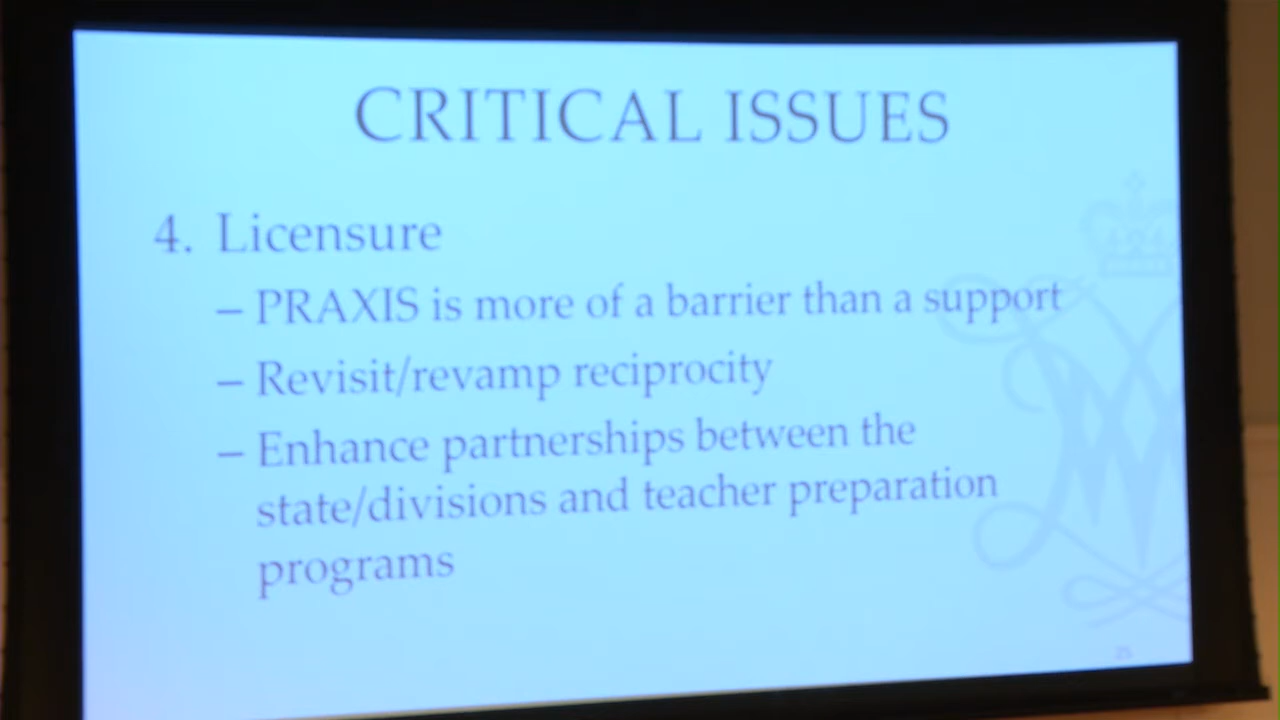 CRITICAL ISSUES
4. Licensure
– PRAXIS is more of a barrier than a support
– Revisit/revamp reciprocity
– Enhance partnerships between the
state/divisions and teacher preparation
programs